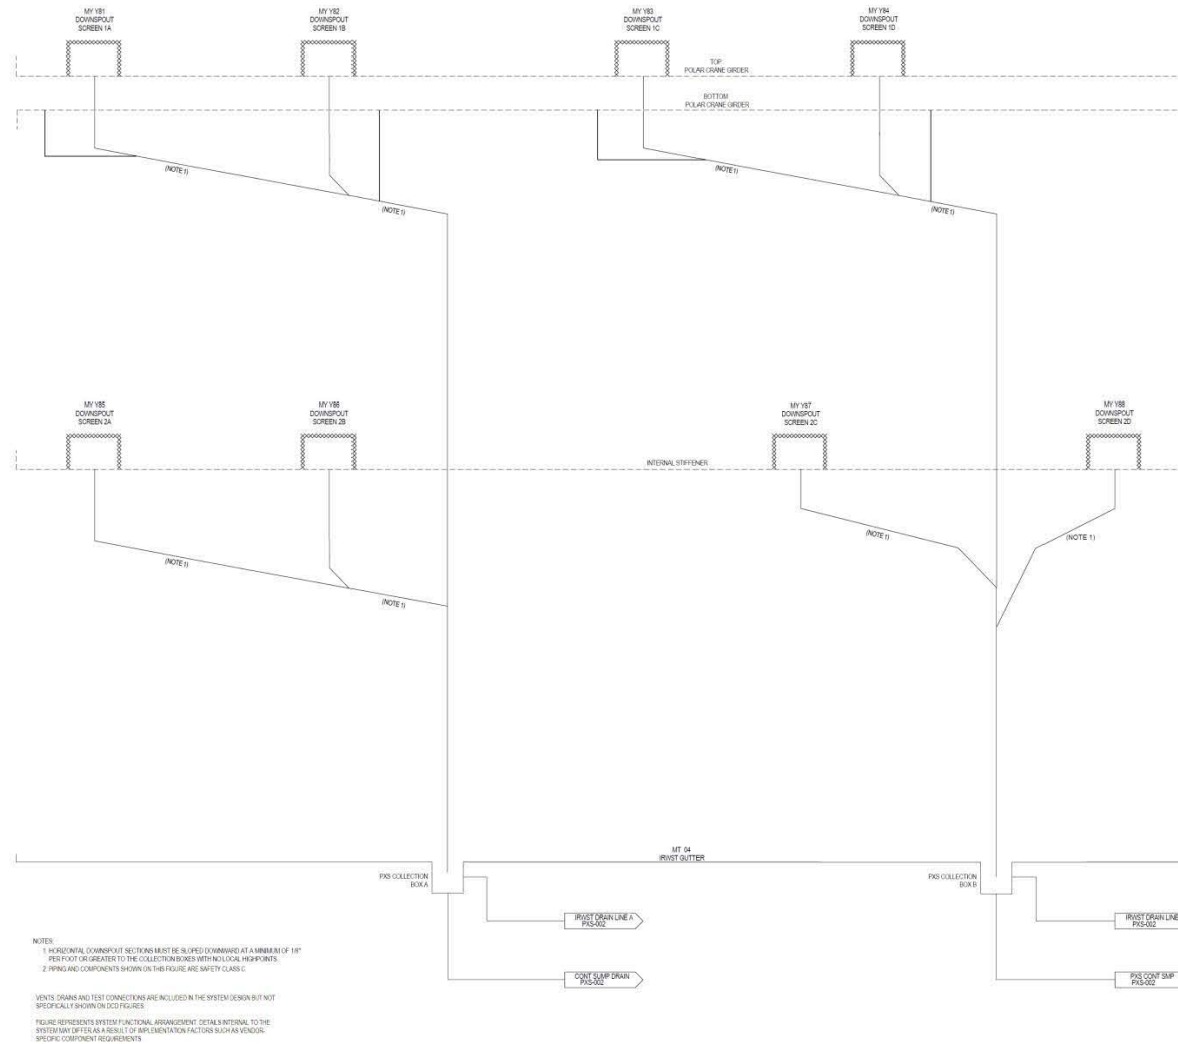 MY Y81
DOWNSPOUT
SCREEN 1A
MY Y82
DOWNSPOUT
SCREEN 1B
MY Y83
DOWNSPOUT
SCREEN 1C
MY Y84
DOWNSPOUT
SCREEN 1D
TOP
POLAR CRANE GIRDER
BOTTOM
POLAR CRANE GIRDER
(NOTE 1)
(NOTE 1)
(NOTE 1)
(NOTE 1)
MY Y85
DOWNSPOUT
SCREEN 2A
MY Y86
DOWNSPOUT
SCREEN 2B
MY Y87
DOWNSPOUT
SCREEN 2C
MY Y88
DOWNSPOUT
SCREEN 2D
INTERNAL STIFFENER
(NOTE 1)
(NOTE 1)
(NOTE 1)
(NOTE 1)
MT 04
IRWST GUTTER
PXS COLLECTION
BOX A
PXS COLLECTION
BOX B
IRWST DRAIN LINE A
PXS-002
IRWST DRAIN LINE
PXS-002
CONT SUMP DRAIN
PXS-002
PXS CONT SMP
PXS-002
NOTES:
1. HORIZONTAL DOWNSPOUT SECTIONS MUST BE SLOPED DOWNWARD AT A MINIMUM OF 1/8"
PER FOOT OR GREATER TO THE COLLECTION BOXES WITH NO LOCAL HIGHPOINTS.
2. PIPING AND COMPONENTS SHOWN ON THIS FIGURE ARE SAFETY CLASS C.
VENTS, DRAINS AND TEST CONNECTIONS ARE INCLUDED IN THE SYSTEM DESIGN BUT NOT
SPECIFICALLY SHOWN ON DCD FIGURES.
FIGURE REPRESENTS SYSTEM FUNCTIONAL ARRANGEMENT. DETAILS INTERNAL TO THE
SYSTEM MAY DIFFER AS A RESULT OF IMPLEMENTATION FACTORS SUCH AS VENDOR-
SPECIFIC COMPONENT REQUIREMENTS